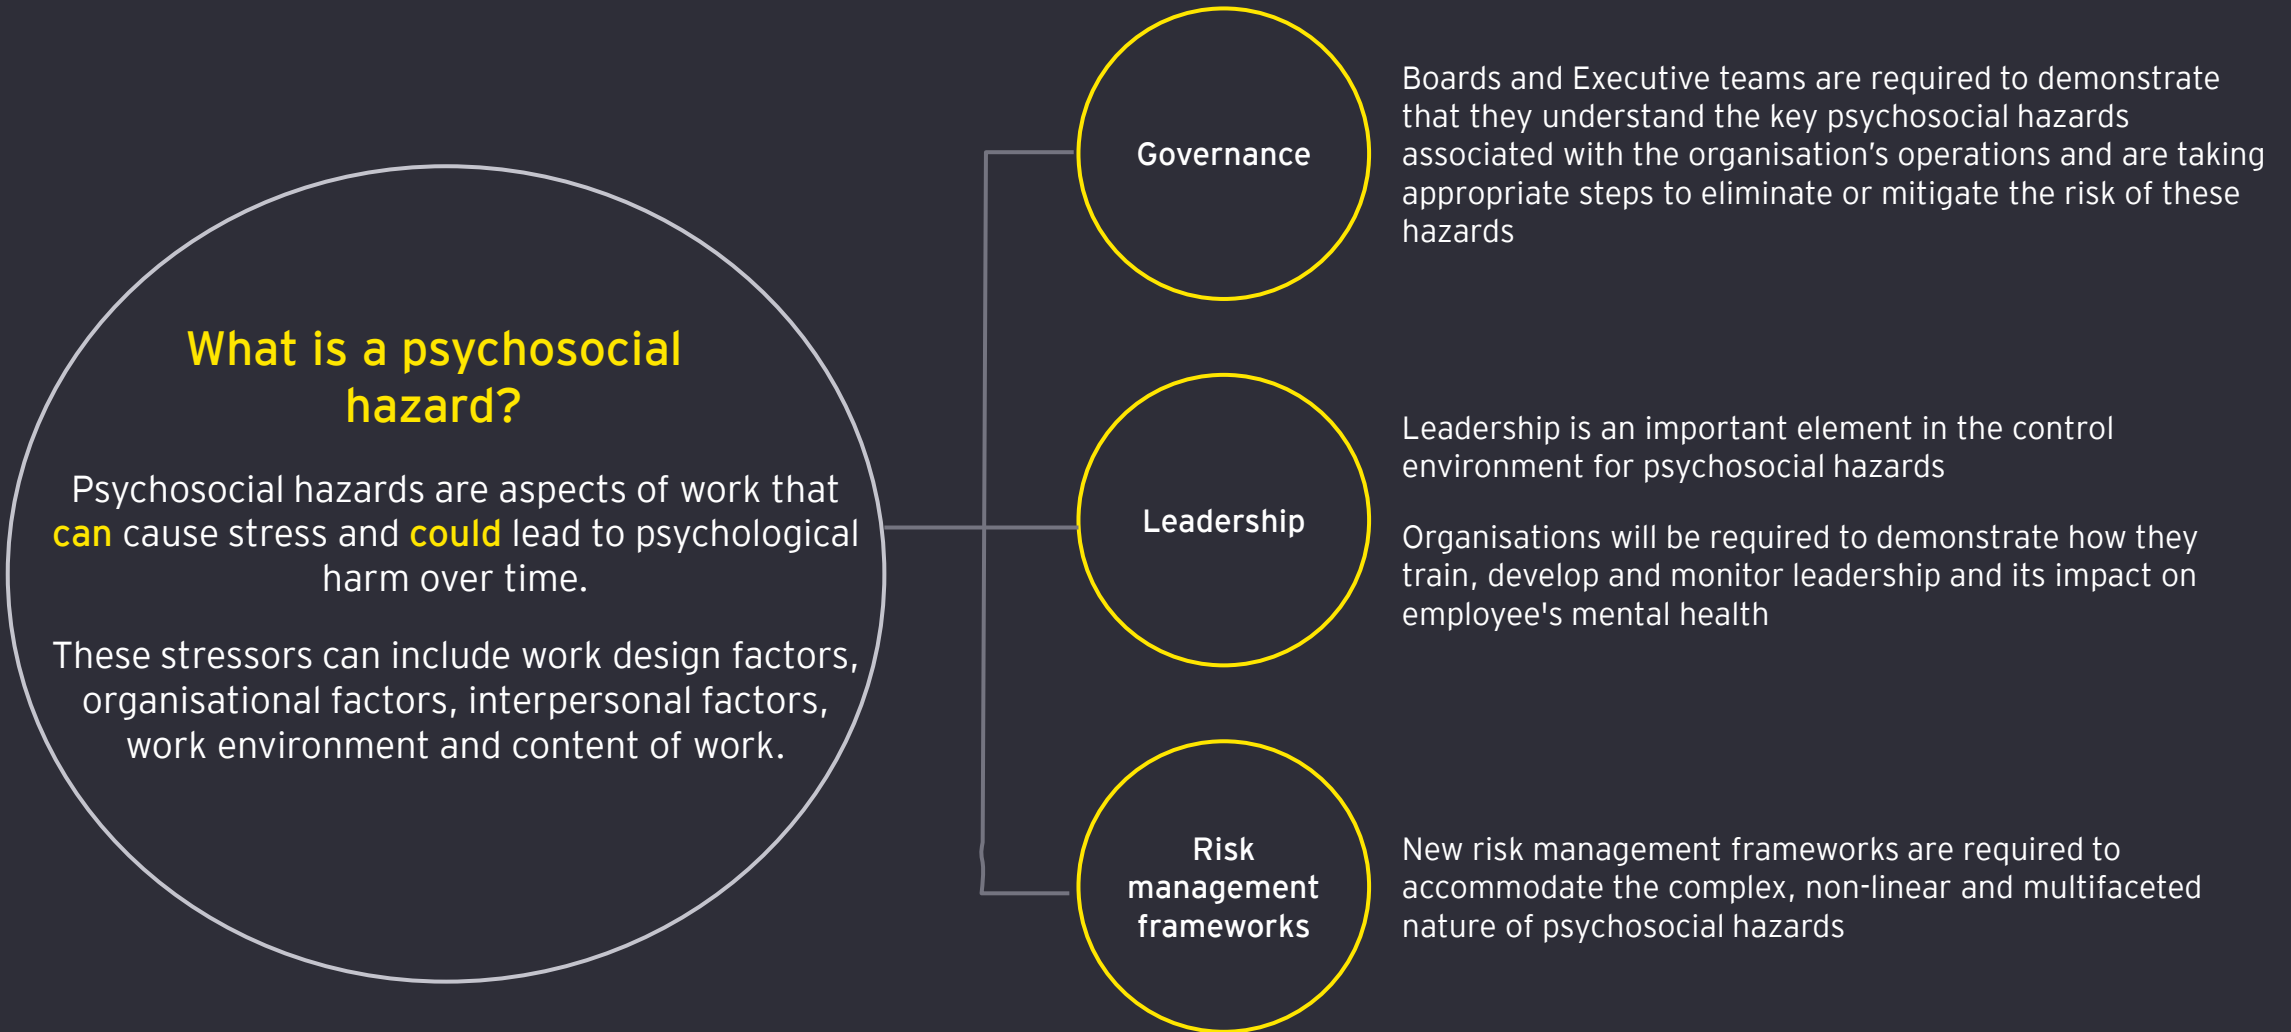 What is a psychosocial
hazard?
Psychosocial hazards are aspects of work that
can cause stress and could lead to psychological
harm over time.
These stressors can include work design factors,
organisational factors, interpersonal factors,
work environment and content of work.
Governance
Boards and Executive teams are required to demonstrate
that they understand the key psychosocial hazards
associated with the organisation’s operations and are taking
appropriate steps to eliminate or mitigate the risk of these
hazards
Leadership
Leadership is an important element in the control
environment for psychosocial hazards
Organisations will be required to demonstrate how they
train, develop and monitor leadership and its impact on
employee's mental health
Risk
management
frameworks
New risk management frameworks are required to
accommodate the complex, non-linear and multifaceted
nature of psychosocial hazards